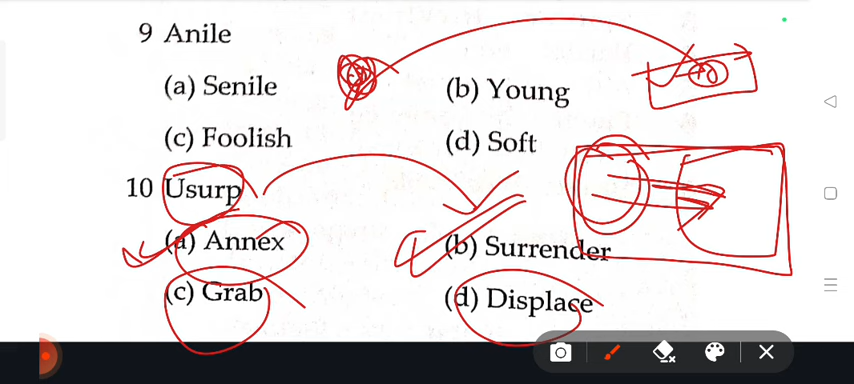 9 Anile
(a) Senile (b) Young
(c) Foolish (d) Soft
10 Usurp
(a) Annex (b) Surrender
(c) Grab (d) Displace